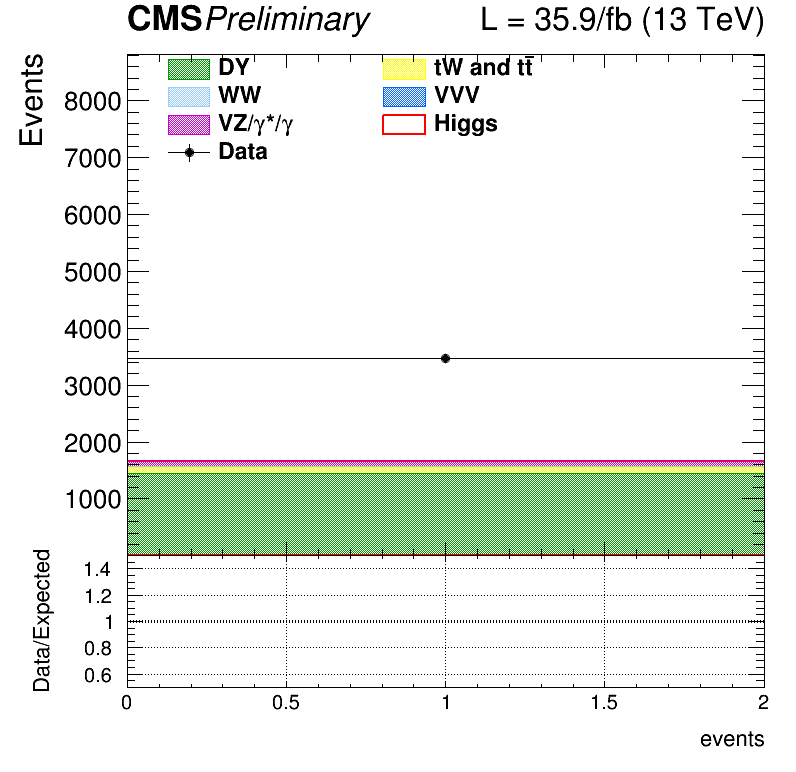 CMS Preliminary L = 35.9/fb (13 TeV)
Events
DY tW and tt̄
WW VVV
VZ/γ*/γ Higgs
Data
8000
7000
6000
5000
4000
3000
2000
1000
Data/Expected
1.4
1.2
1
0.8
0.6
0 0.5 1 1.5 2
events